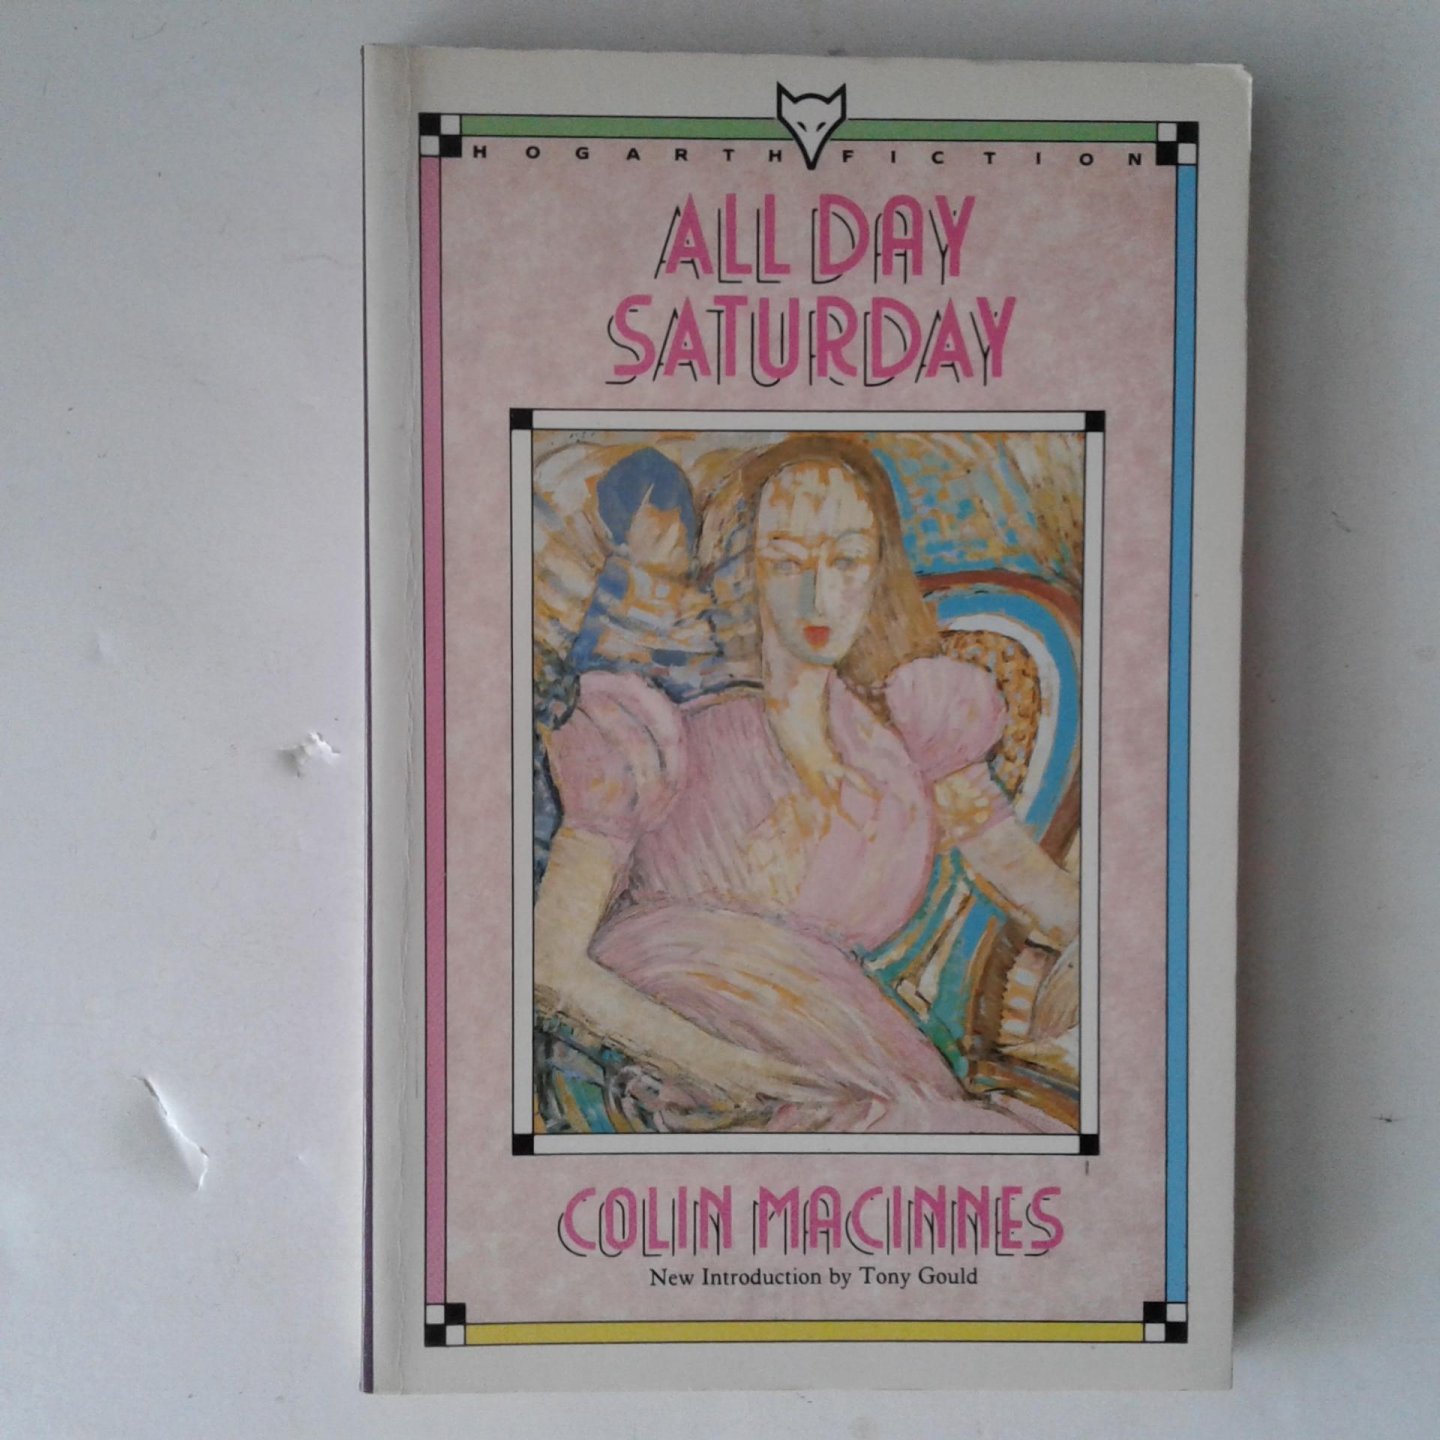 HOGARTH FICTION
ALL DAY
SATURDAY
COLIN MACINNES
New Introduction by Tony Gould